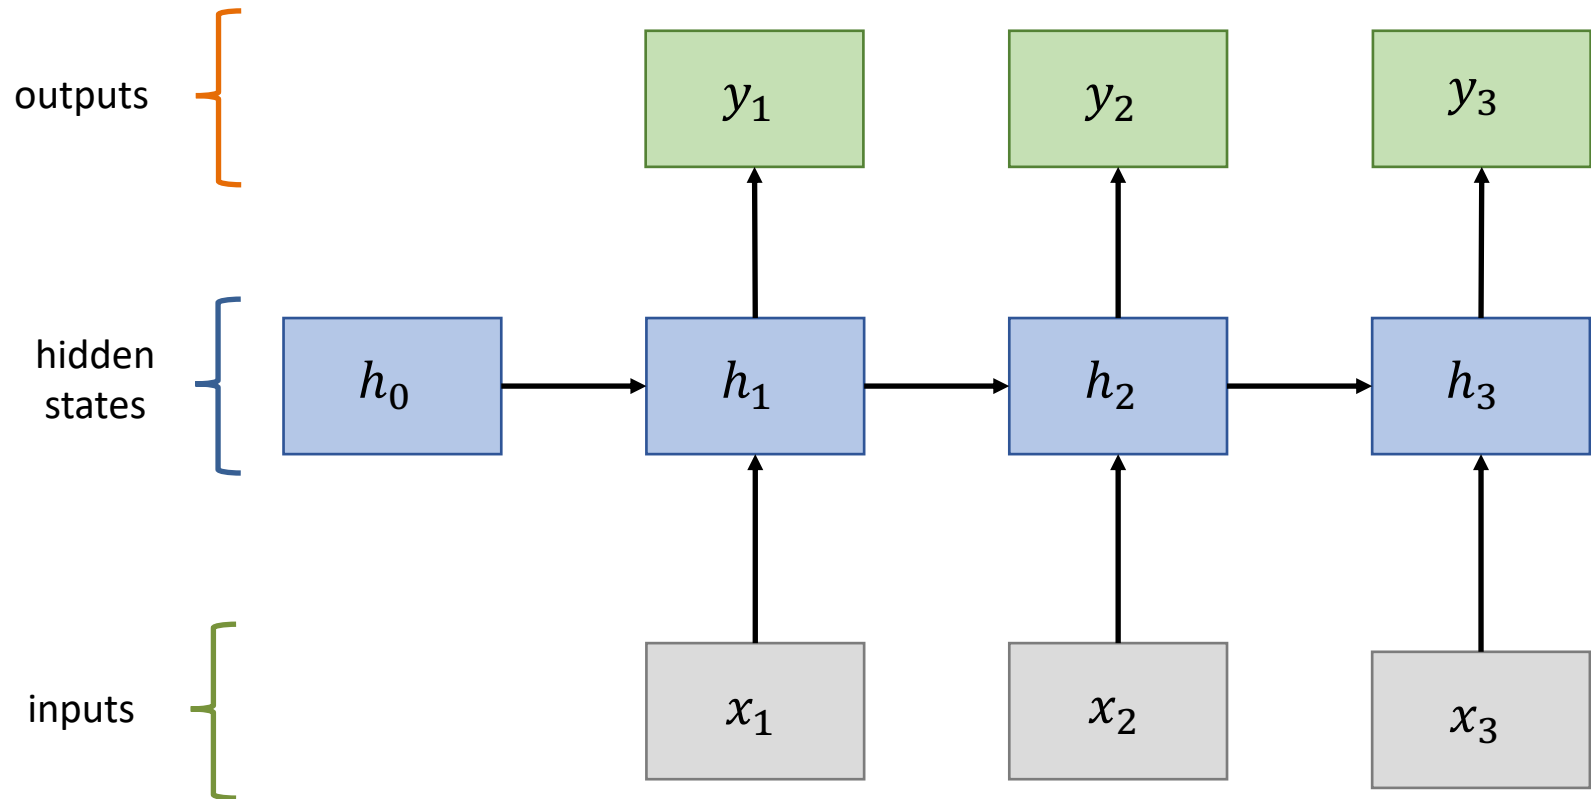 outputs
y₁
y₂
y₃
hidden
states
h₀
h₁
h₂
h₃
inputs
x₁
x₂
x₃